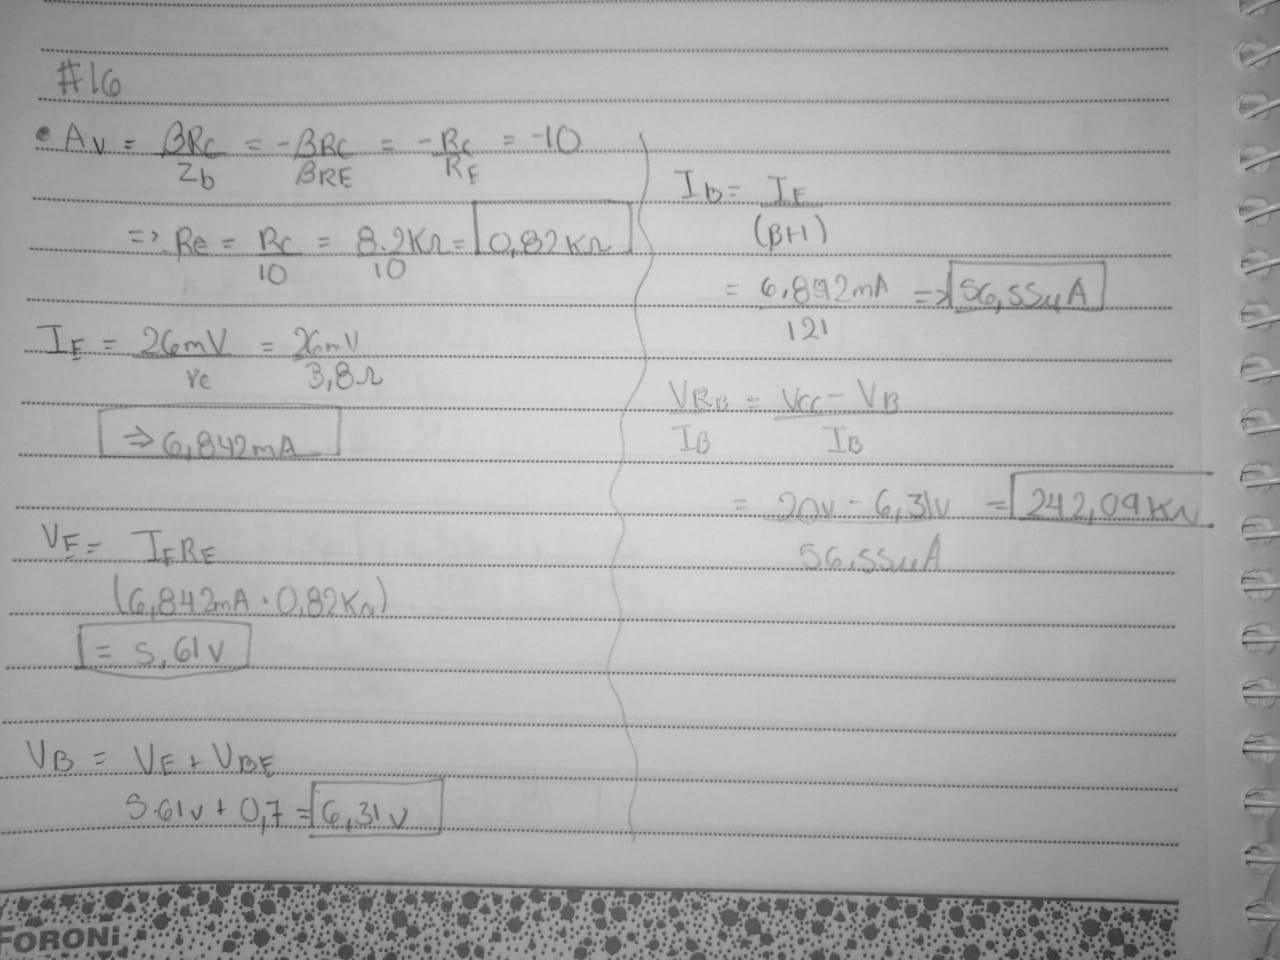 #16
• Av = βRc / Zb = -βRC / βRE = -Rc / RE = -10
=> Re = RC / 10 = 8.2KΩ / 10 = 0,82KΩ
IE = 26mV / re = 26mV / 3,8Ω
=> 6,842mA
VE = IERE
(6,842mA · 0,82KΩ)
= 5,61V
VB = VE + VBE
5.61V + 0,7 = 6,31V
IB = IE / (β+1)
= 6,892mA / 121 => 56,55uA
VRB / IB = Vcc - VB / IB
= 20V - 6,31V / 56,55uA = 242,09KΩ
FORONi